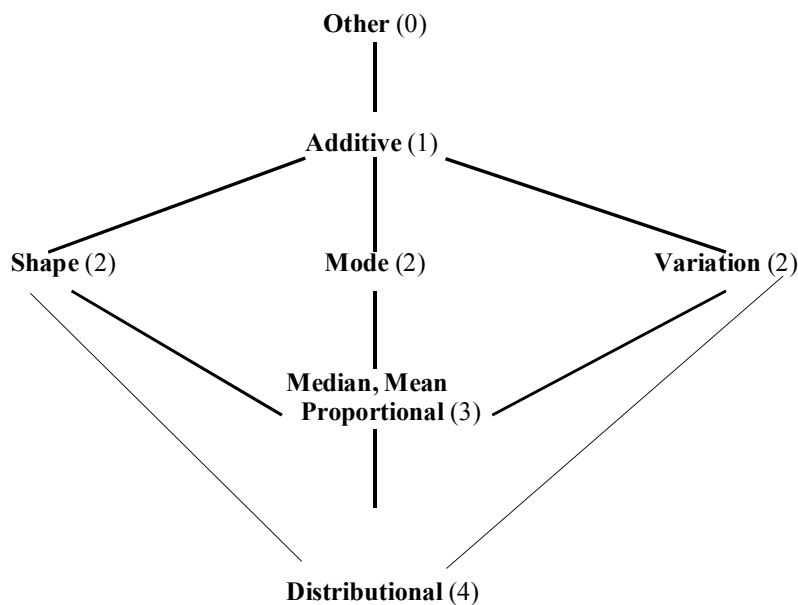 Other (0)
Additive (1)
Shape (2)
Mode (2)
Variation (2)
Median, Mean
Proportional (3)
Distributional (4)